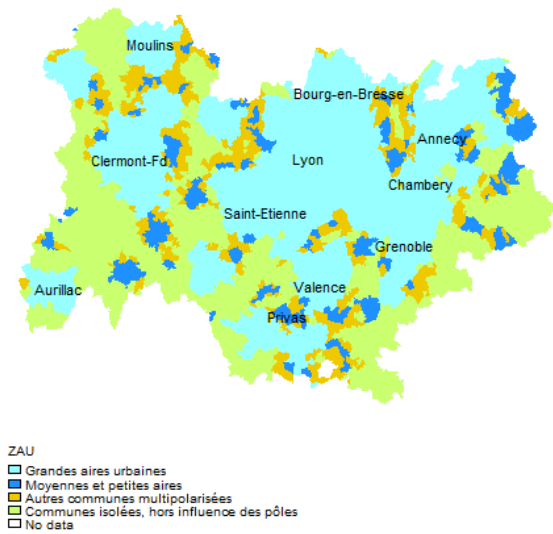 Moulins
Bourg-en-Bresse
Annecy
Clermont-Fd
Lyon
Chambery
Saint-Etienne
Grenoble
Aurillac
Valence
Privas
ZAU
Grandes aires urbaines
Moyennes et petites aires
Autres communes multipolarisées
Communes isolées, hors influence des pôles
No data